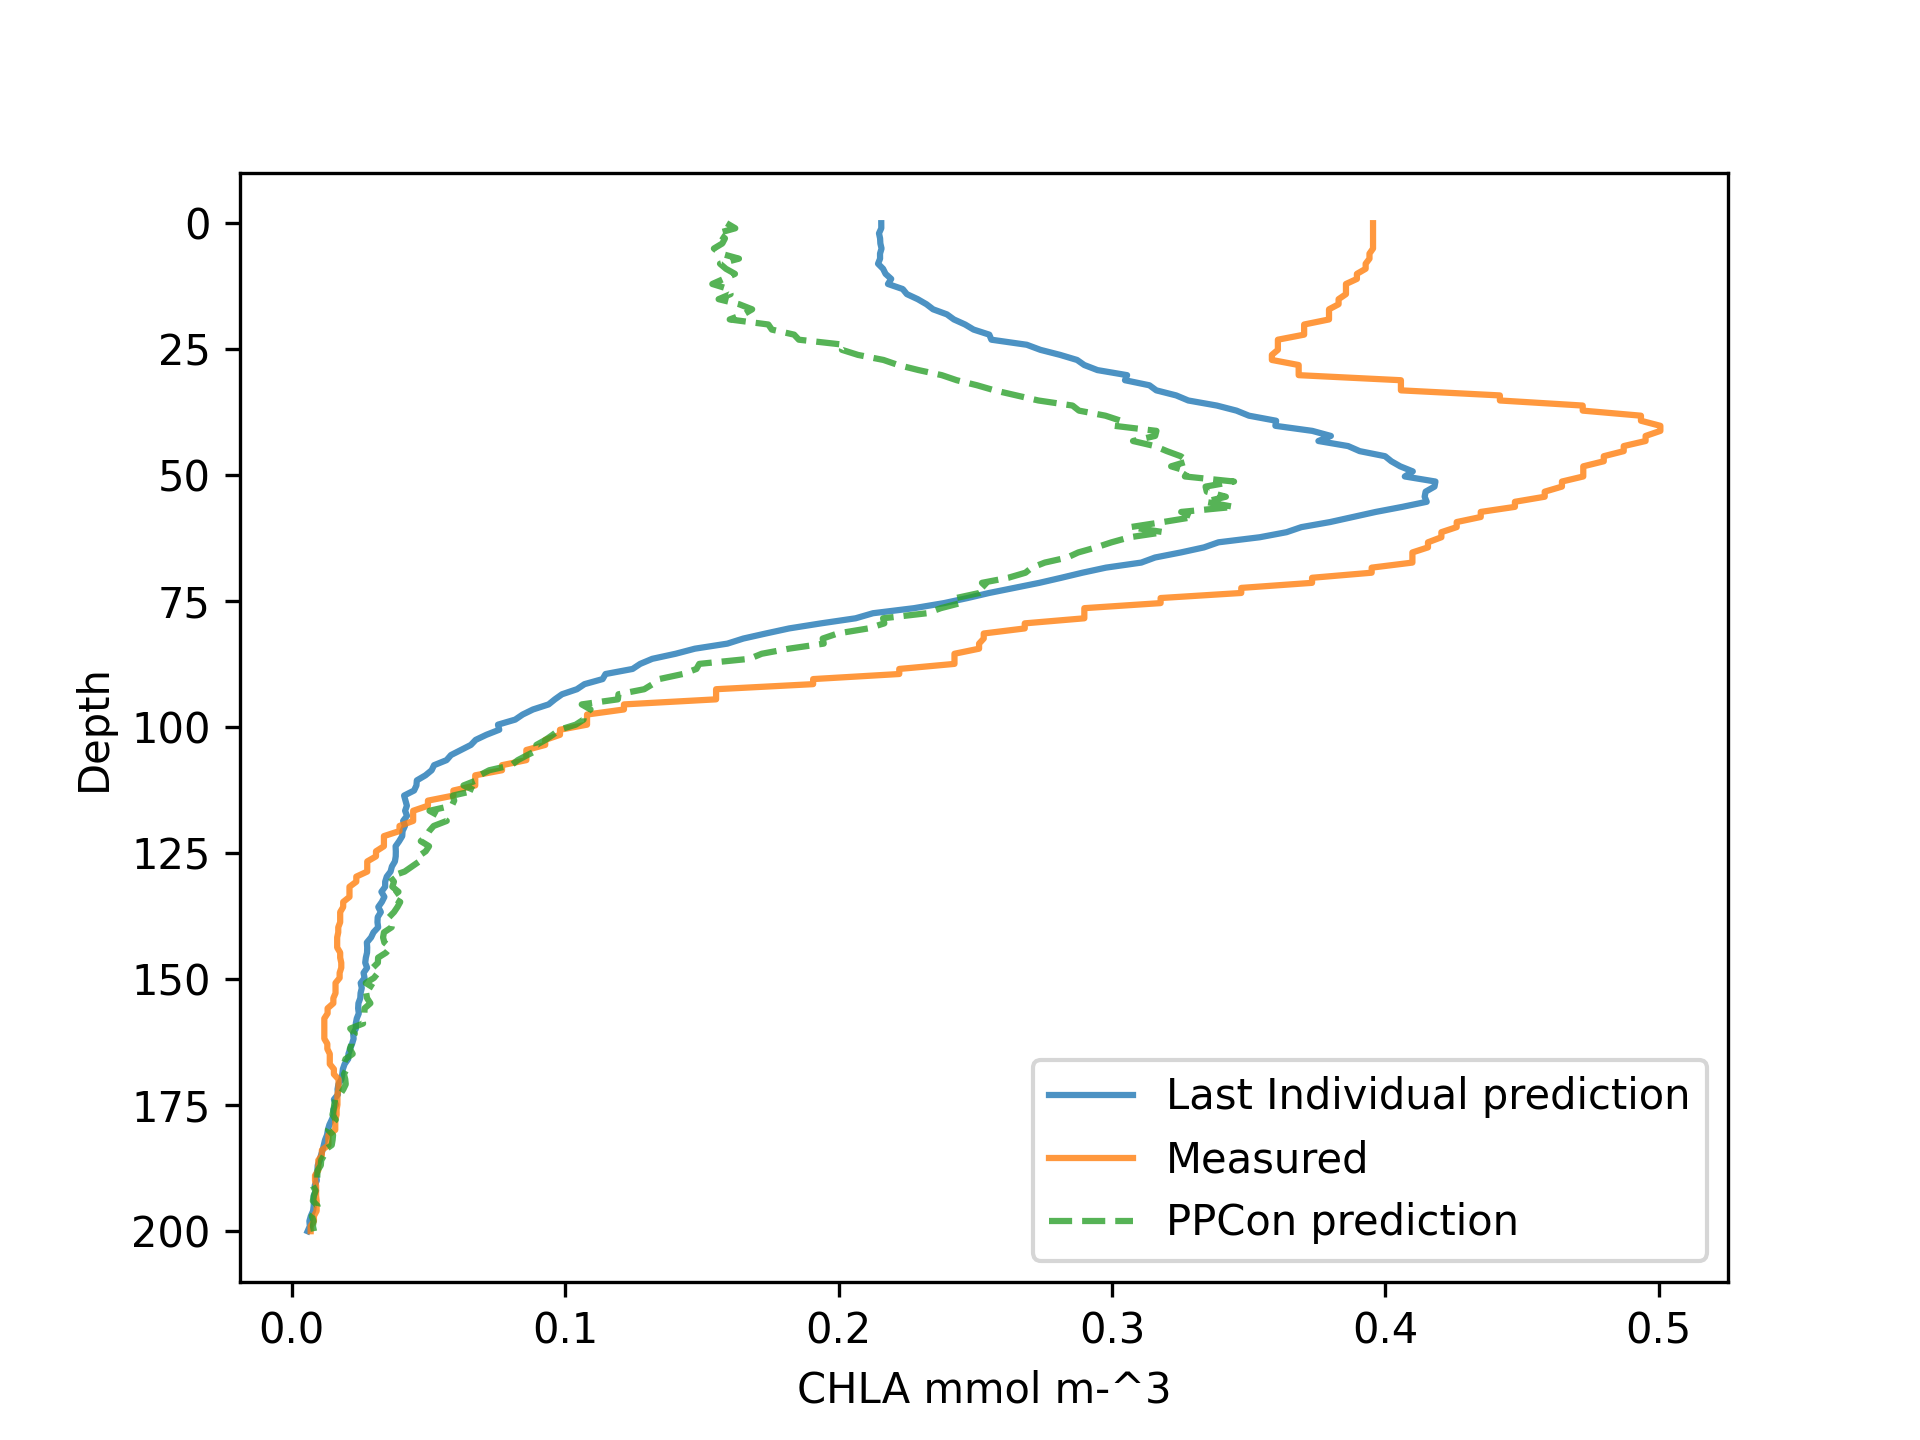 0
25
50
75
100
125
150
175
200
Depth
0.0 0.1 0.2 0.3 0.4 0.5
CHLA mmol m-^3
Last Individual prediction
Measured
PPCon prediction